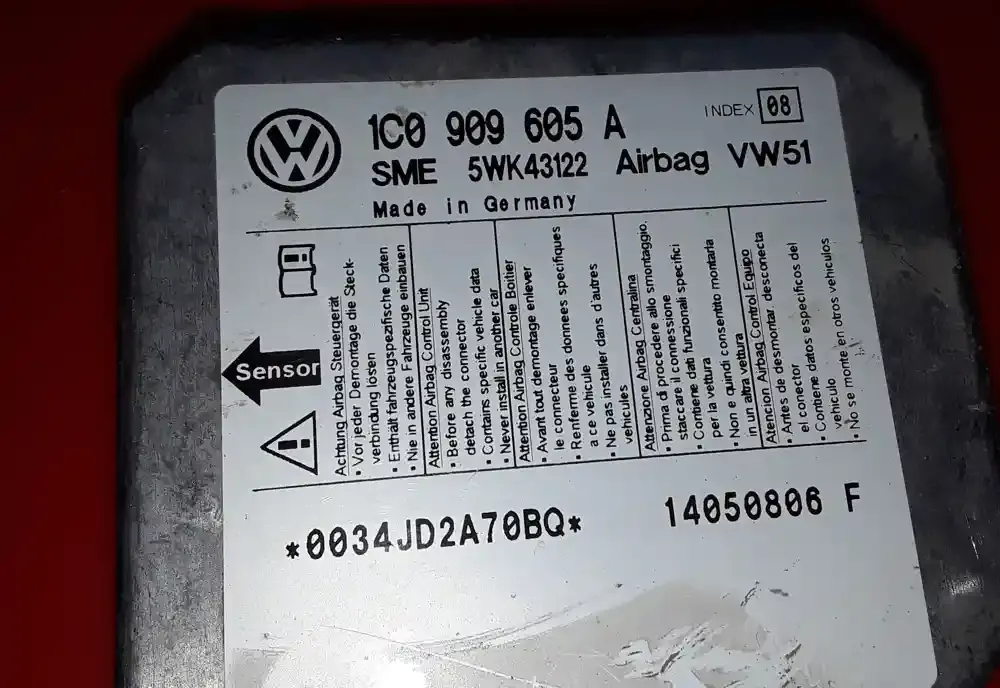 1C0 909 605 A
INDEX 08
SME 5WK43122 Airbag VW51
Made in Germany
Sensor
Achtung Airbag Steuergerät
• Vor jeder Demontage die Steck-
verbindung lösen
• Enthält fahrzeugspezifische Daten
• Nie in andere Fahrzeuge einbauen
Attention Airbag Control Unit
• Before any disassembly
detach the connector
• Contains specific vehicle data
• Never install in another car
Attention Airbag Controle Boitier
• Avant tout demontage enlever
le connecteur
• Renferme des donnees specifiques
a ce véhicule
• Ne pas installer dans d'autres
vehicules
Attenzione Airbag Centralina
• Prima di procedere allo smontaggio.
staccare il connessione
• Contiene dati funzionali specifici
per la vettura
• Non e quindi consentito montarla
in un altra vettura
Atencion Airbag Control Equipo
• Antes de desmontar desconecta
el conector
• Contine datos especificos del
vehiculo
• No se monte en otros vehiculos
*0034JD2A70BQ*
14050806 F